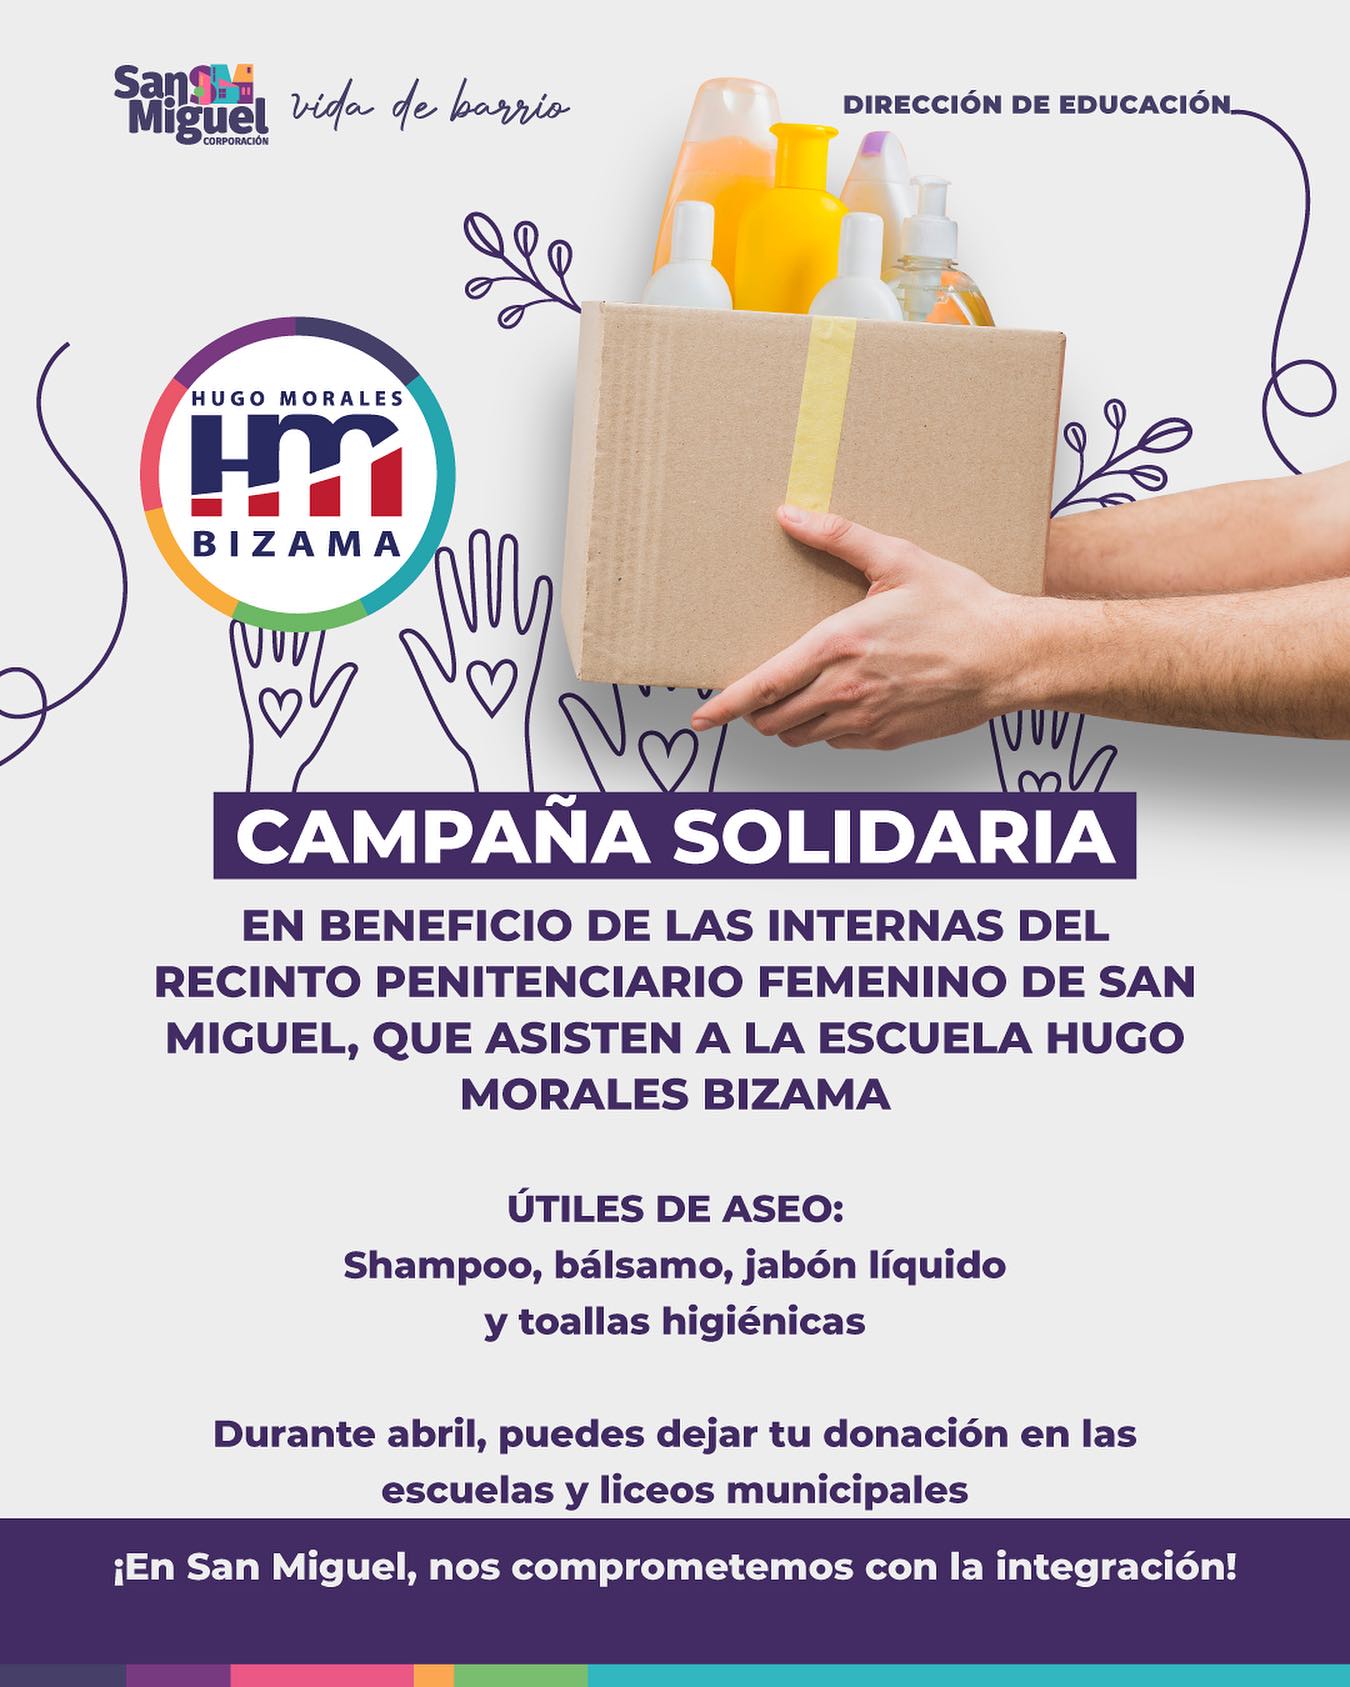 San
Miguel
CORPORACIÓN
vida de barrio
DIRECCIÓN DE EDUCACIÓN
HUGO MORALES
HM
BIZAMA
CAMPAÑA SOLIDARIA
EN BENEFICIO DE LAS INTERNAS DEL
RECINTO PENITENCIARIO FEMENINO DE SAN
MIGUEL, QUE ASISTEN A LA ESCUELA HUGO
MORALES BIZAMA
ÚTILES DE ASEO:
Shampoo, bálsamo, jabón líquido
y toallas higiénicas
Durante abril, puedes dejar tu donación en las
escuelas y liceos municipales
¡En San Miguel, nos comprometemos con la integración!